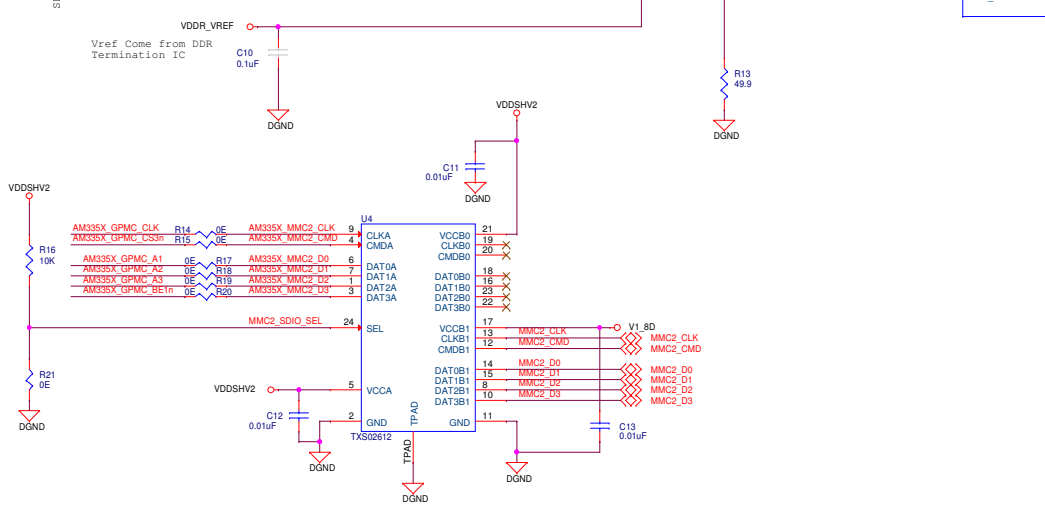 VDDR_VREF
Vref Come from DDR
Termination IC
C10
0.1uF
DGND
R13
49.9
DGND
VDDSHV2
C11
0.01uF
DGND
VDDSHV2
R16
10K
R21
0E
DGND
AM335X_GPMC_CLK R14 0E AM335X_MMC2_CLK 9
AM335X_GPMC_CS3n R15 0E AM335X_MMC2_CMD 4
AM335X_GPMC_A1 0E R17 AM335X_MMC2_D0 6
AM335X_GPMC_A2 0E R18 AM335X_MMC2_D1 7
AM335X_GPMC_A3 0E R19 AM335X_MMC2_D2 1
AM335X_GPMC_BE1n 0E R20 AM335X_MMC2_D3 3
MMC2_SDIO_SEL 24
VDDSHV2 5
C12
0.01uF
2
DGND
U4
CLKA
CMDA
DAT0A
DAT1A
DAT2A
DAT3A
SEL
VCCA
GND
TPAD
TXS02612
TPAD
DGND
VCCB0 21
CLKB0 19
CMDB0 20
DAT0B0 18
DAT1B0 16
DAT2B0 23
DAT3B0 22
VCCB1 17 V1_8D
CLKB1 13 MMC2_CLK MMC2_CLK
CMDB1 12 MMC2_CMD MMC2_CMD
DAT0B1 14 MMC2_D0 MMC2_D0
DAT1B1 15 MMC2_D1 MMC2_D1
DAT2B1 8 MMC2_D2 MMC2_D2
DAT3B1 10 MMC2_D3 MMC2_D3
GND 11
C13
0.01uF
DGND